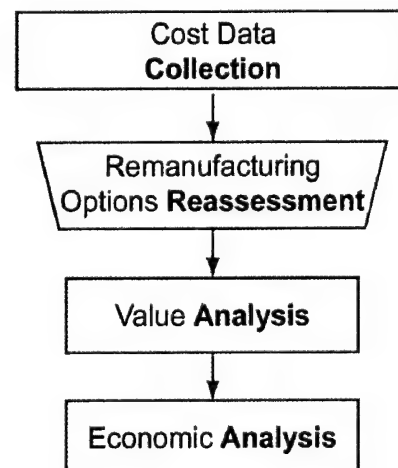 Cost Data
Collection
Remanufacturing
Options Reassessment
Value Analysis
Economic Analysis